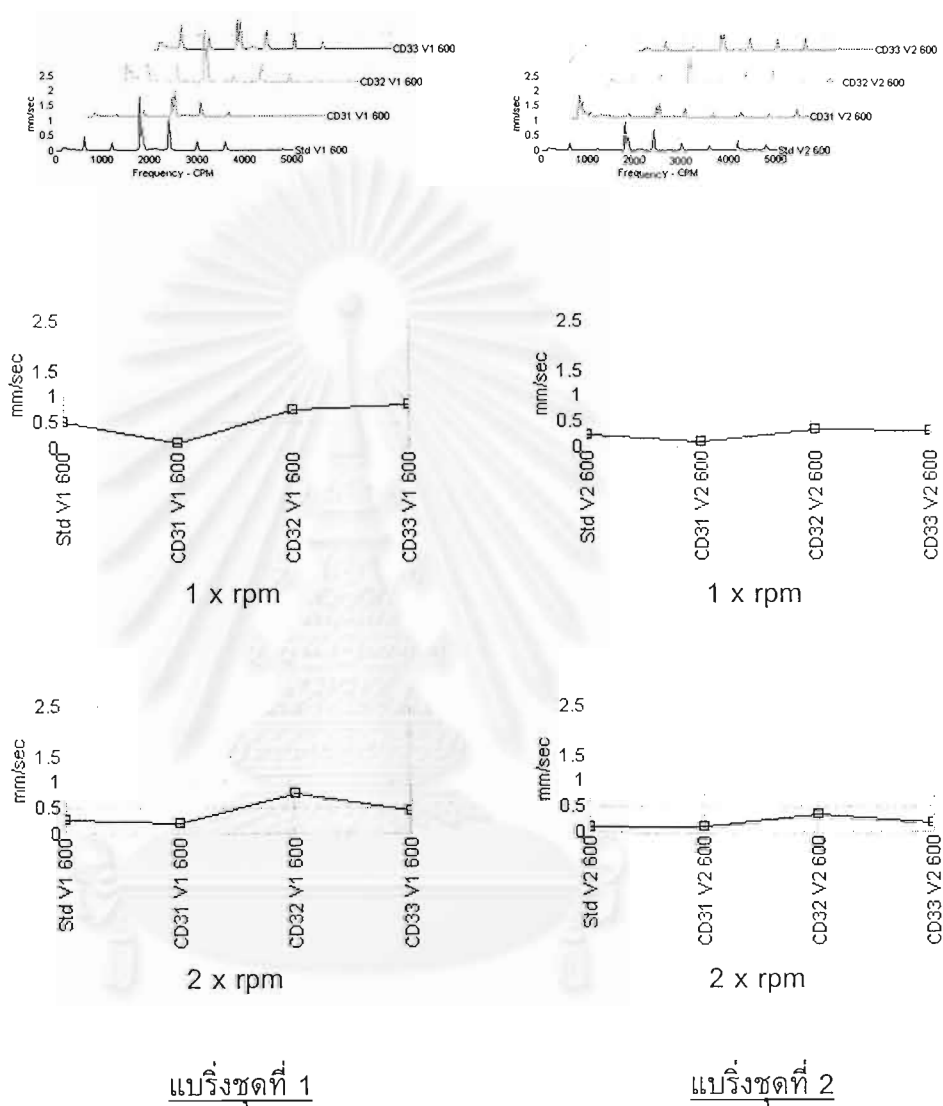 CD33 V1 600
CD32 V1 600
CD31 V1 600
Std V1 600
mm/sec
2.5
2
1.5
1
0.5
0
0 1000 2000 3000 4000 5000
Frequency - CPM
CD33 V2 600
CD32 V2 600
CD31 V2 600
Std V2 600
mm/sec
2.5
2
1.5
1
0.5
0
0 1000 2000 3000 4000 5000
Frequency - CPM
mm/sec
2.5
1.5
1
0.5
0
Std V1 600
CD31 V1 600
CD32 V1 600
CD33 V1 600
1 x rpm
mm/sec
2.5
1.5
1
0.5
0
Std V2 600
CD31 V2 600
CD32 V2 600
CD33 V2 600
1 x rpm
mm/sec
2.5
1.5
1
0.5
0
Std V1 600
CD31 V1 600
CD32 V1 600
CD33 V1 600
2 x rpm
mm/sec
2.5
1.5
1
0.5
0
Std V2 600
CD31 V2 600
CD32 V2 600
CD33 V2 600
2 x rpm
แบริ่งชุดที่ 1
แบริ่งชุดที่ 2